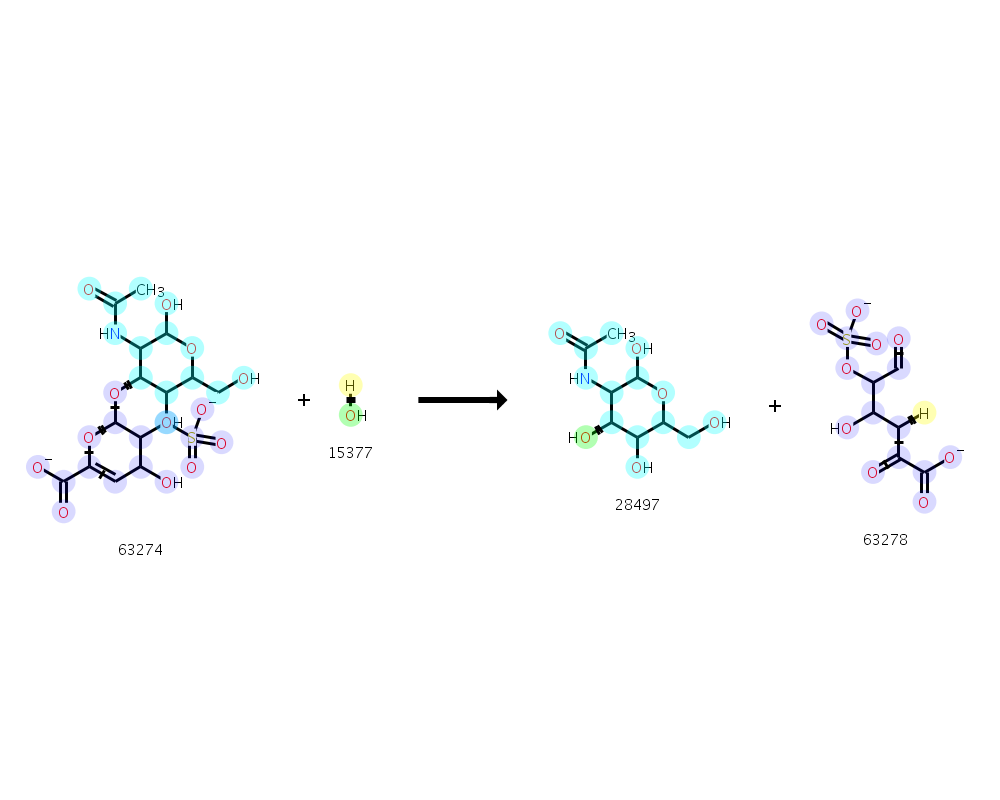 O CH3 OH
HN O
O OH
O OH O⁻
O S O
O⁻ O
OH
O
63274
+
H
OH
15377
O CH3 OH
HN O
HO OH
OH
28497
+
O⁻
O S O
O O
HO H
O O⁻
O
63278